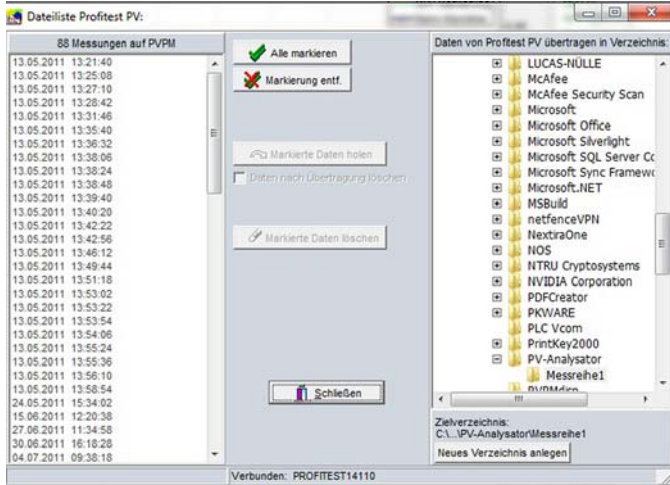 Dateiliste Profitest PV:
88 Messungen auf PVPM
13.05.2011 13:21:40
13.05.2011 13:25:08
13.05.2011 13:27:10
13.05.2011 13:28:42
13.05.2011 13:31:46
13.05.2011 13:35:40
13.05.2011 13:36:32
13.05.2011 13:38:06
13.05.2011 13:38:24
13.05.2011 13:38:48
13.05.2011 13:39:40
13.05.2011 13:40:20
13.05.2011 13:42:22
13.05.2011 13:42:56
13.05.2011 13:46:12
13.05.2011 13:49:44
13.05.2011 13:51:18
13.05.2011 13:53:02
13.05.2011 13:53:22
13.05.2011 13:53:54
13.05.2011 13:54:06
13.05.2011 13:55:24
13.05.2011 13:55:36
13.05.2011 13:56:10
13.05.2011 13:58:54
24.05.2011 15:34:02
15.06.2011 12:20:38
27.06.2011 11:34:58
30.06.2011 16:18:28
04.07.2011 09:38:18
Alle markieren
Markierung entf.
Markierte Daten holen
Daten nach Übertragung löschen
Markierte Daten löschen
Schließen
Daten von Profitest PV übertragen in Verzeichnis:
LUCAS-NÜLLE
McAfee
McAfee Security Scan
Microsoft
Microsoft Office
Microsoft Silverlight
Microsoft SQL Server Co
Microsoft Sync Framewo
Microsoft.NET
MSBuild
netfenceVPN
NextiraOne
NOS
NTRU Cryptosystems
NVIDIA Corporation
PDFCreator
PKWARE
PLC Vcom
PrintKey2000
PV-Analysator
Messreihe1
Zielverzeichnis:
C:\...\PV-Analysator\Messreihe1
Neues Verzeichnis anlegen
Verbunden: PROFITEST14110